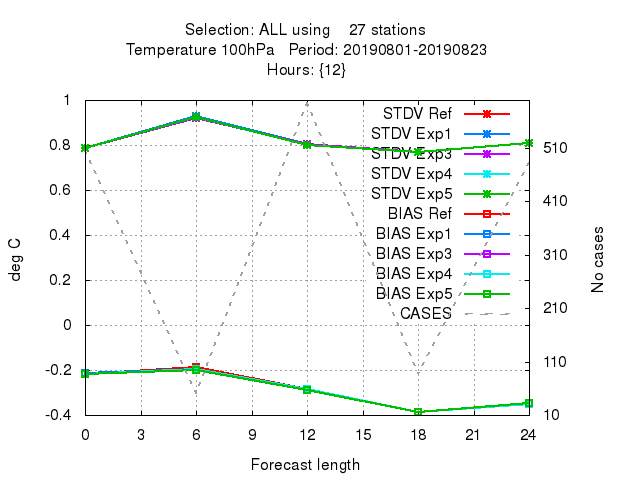 Selection: ALL using    27 stations
Temperature 100hPa   Period: 20190801-20190823
Hours: {12}
1
0.8
0.6
0.4
0.2
0
-0.2
-0.4
deg C
STDV Ref
STDV Exp1
STDV Exp3
STDV Exp4
STDV Exp5
BIAS Ref
BIAS Exp1
BIAS Exp3
BIAS Exp4
BIAS Exp5
CASES
510
410
310
210
110
10
No cases
0 3 6 9 12 15 18 21 24
Forecast length